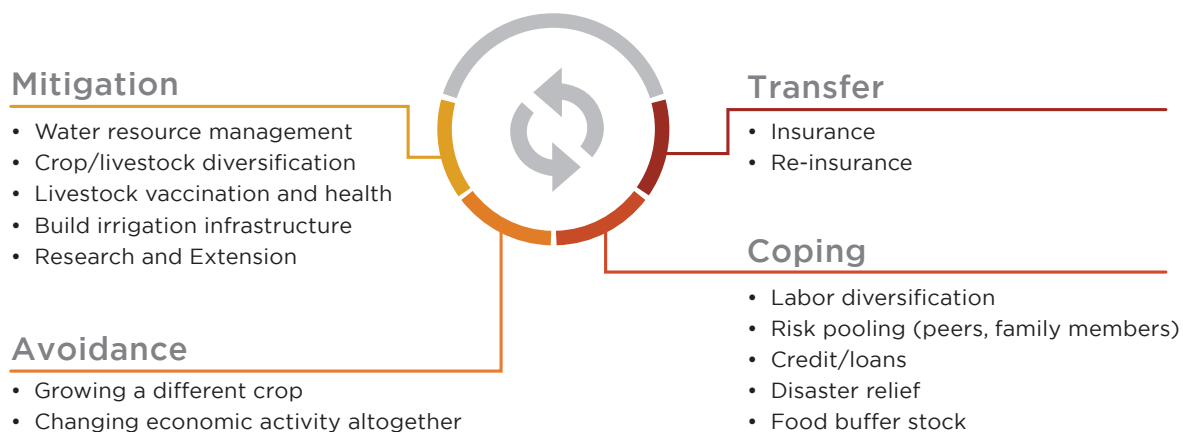 Mitigation
• Water resource management
• Crop/livestock diversification
• Livestock vaccination and health
• Build irrigation infrastructure
• Research and Extension
Avoidance
• Growing a different crop
• Changing economic activity altogether
Transfer
• Insurance
• Re-insurance
Coping
• Labor diversification
• Risk pooling (peers, family members)
• Credit/loans
• Disaster relief
• Food buffer stock